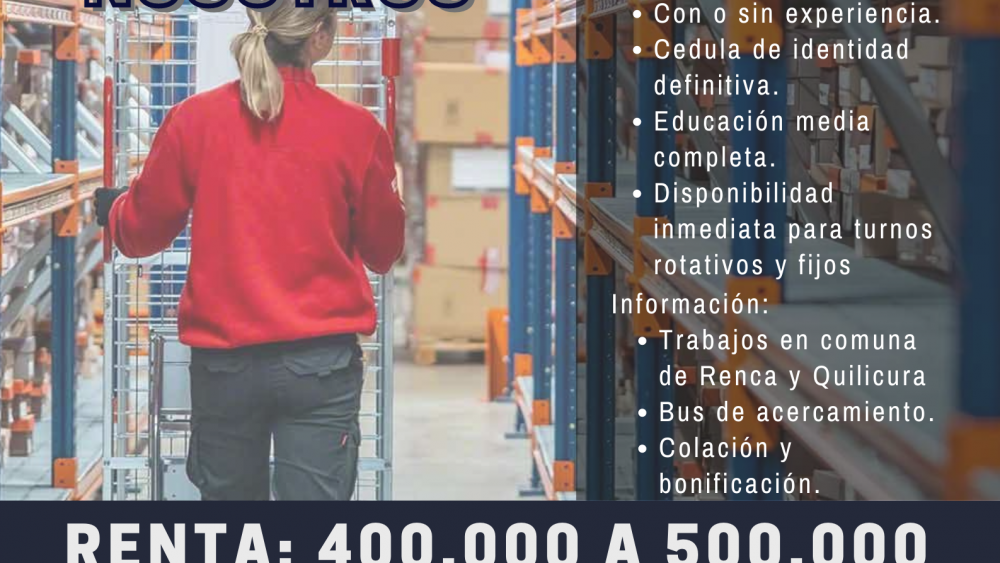 NOSOTROS
Con o sin experiencia.
Cedula de identidad
definitiva.
Educación media
completa.
Disponibilidad
inmediata para turnos
rotativos y fijos
Información:
Trabajos en comuna
de Renca y Quilicura
Bus de acercamiento.
Colación y
bonificación.
RENTA: 400.000 A 500.000